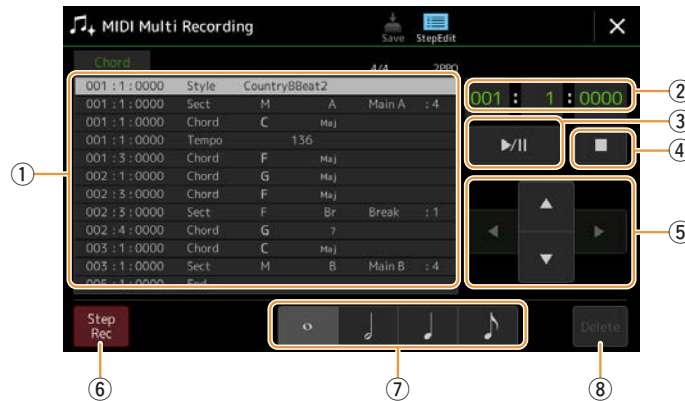 MIDI Multi Recording
Save StepEdit
Chord 4/4 2PPQ
001 : 1 : 0000 Style Country8Beat2
001 : 1 : 0000 Sect M A Main A : 4
001 : 1 : 0000 Chord C Maj
001 : 1 : 0000 Tempo 136
001 : 3 : 0000 Chord F Maj
002 : 1 : 0000 Chord G Maj
002 : 3 : 0000 Chord F Maj
002 : 3 : 0000 Sect F Br Break : 1
002 : 4 : 0000 Chord G 7
003 : 1 : 0000 Chord C Maj
003 : 1 : 0000 Sect M B Main B : 4
005 : 1 : 0000 End
001 : 1 : 0000
Step
Rec
Delete
①
②
③
④
⑤
⑥
⑦
⑧